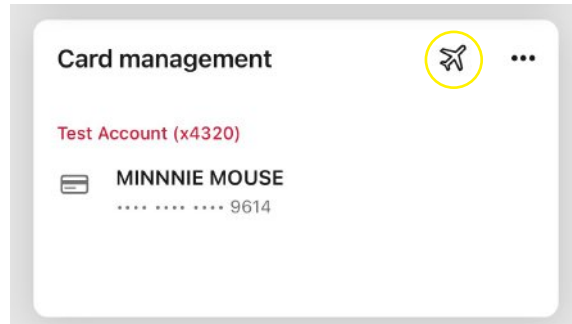 Card management
Test Account (x4320)
MINNNIE MOUSE
•••• •••• •••• 9614